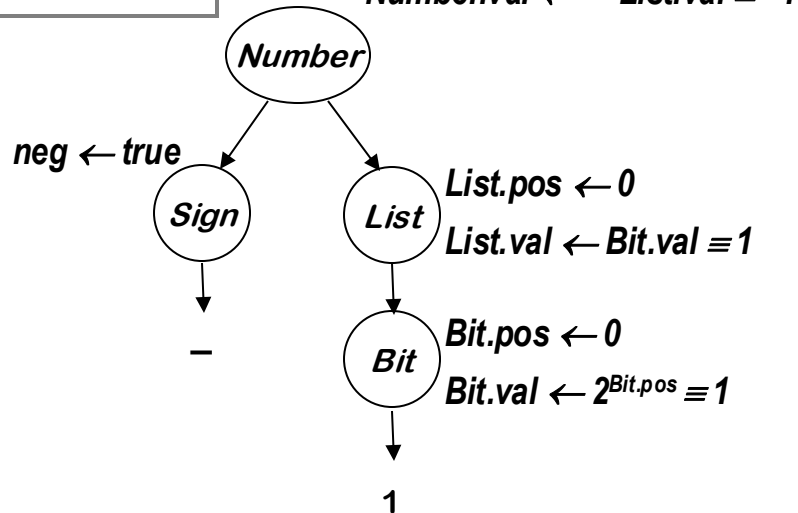 Number
neg ← true
Sign
List
List.pos ← 0
List.val ← Bit.val ≡ 1
–
Bit
Bit.pos ← 0
Bit.val ← 2^Bit.pos ≡ 1
1